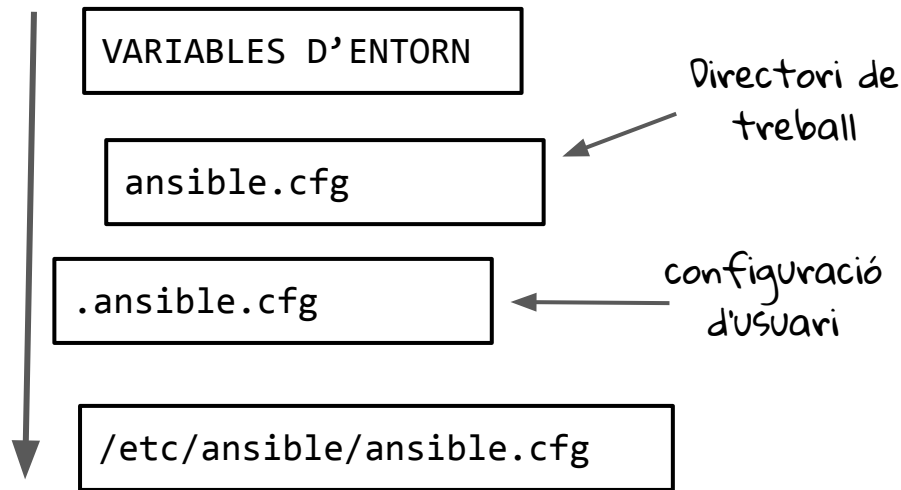 VARIABLES D’ENTORN
Directori de
treball
ansible.cfg
configuració
d'usuari
.ansible.cfg
/etc/ansible/ansible.cfg